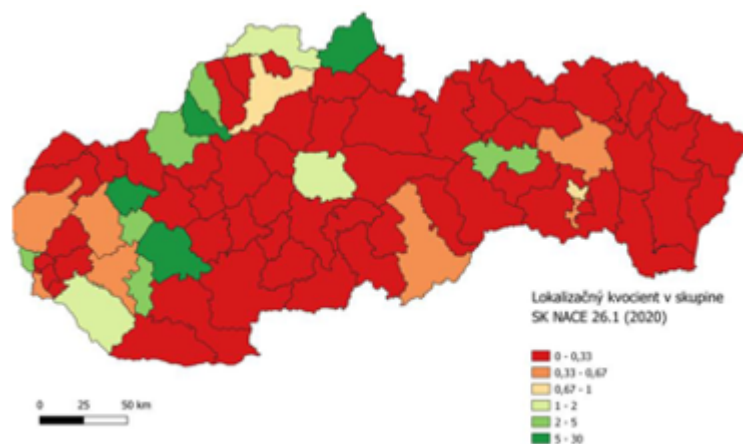 Lokalizačný kvocient v skupine
SK NACE 26.1 (2020)
0 - 0,33
0,33 - 0,67
0,67 - 1
1 - 2
2 - 5
5 - 30
0 25 50 km